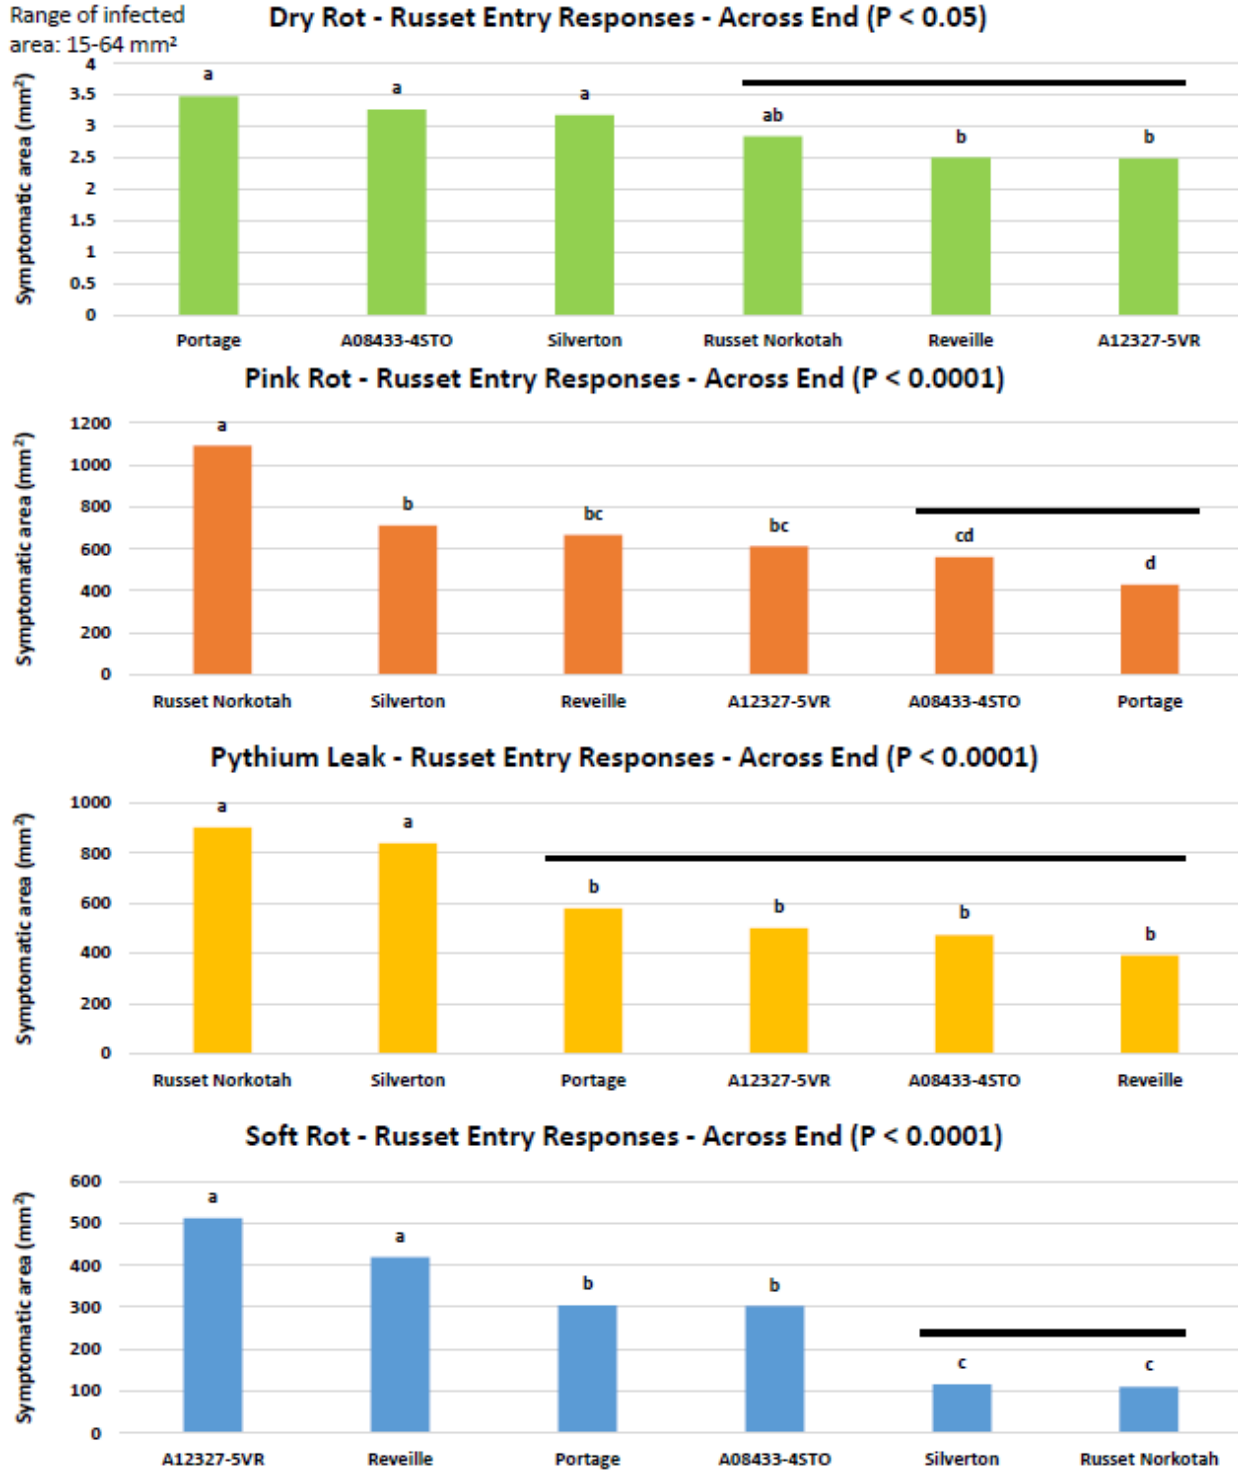 Range of infected
area: 15-64 mm²
Dry Rot - Russet Entry Responses - Across End (P < 0.05)
Symptomatic area (mm²)
4
3.5
3
2.5
2
1.5
1
0.5
0
a
a
a
ab
b
b
Portage
A08433-4STO
Silverton
Russet Norkotah
Reveille
A12327-5VR
Pink Rot - Russet Entry Responses - Across End (P < 0.0001)
Symptomatic area (mm²)
1200
1000
800
600
400
200
0
a
b
bc
bc
cd
d
Russet Norkotah
Silverton
Reveille
A12327-5VR
A08433-4STO
Portage
Pythium Leak - Russet Entry Responses - Across End (P < 0.0001)
Symptomatic area (mm²)
1000
800
600
400
200
0
a
a
b
b
b
b
Russet Norkotah
Silverton
Portage
A12327-5VR
A08433-4STO
Reveille
Soft Rot - Russet Entry Responses - Across End (P < 0.0001)
Symptomatic area (mm²)
600
500
400
300
200
100
0
a
a
b
b
c
c
A12327-5VR
Reveille
Portage
A08433-4STO
Silverton
Russet Norkotah